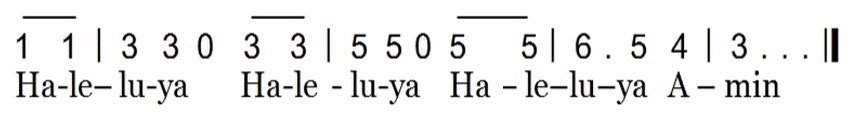 1 1 | 3 3 0 3 3 | 5 5 0 5 5 | 6 . 5 4 | 3 . . . ||
Ha-le–lu-ya Ha-le - lu-ya Ha – le–lu–ya A – min